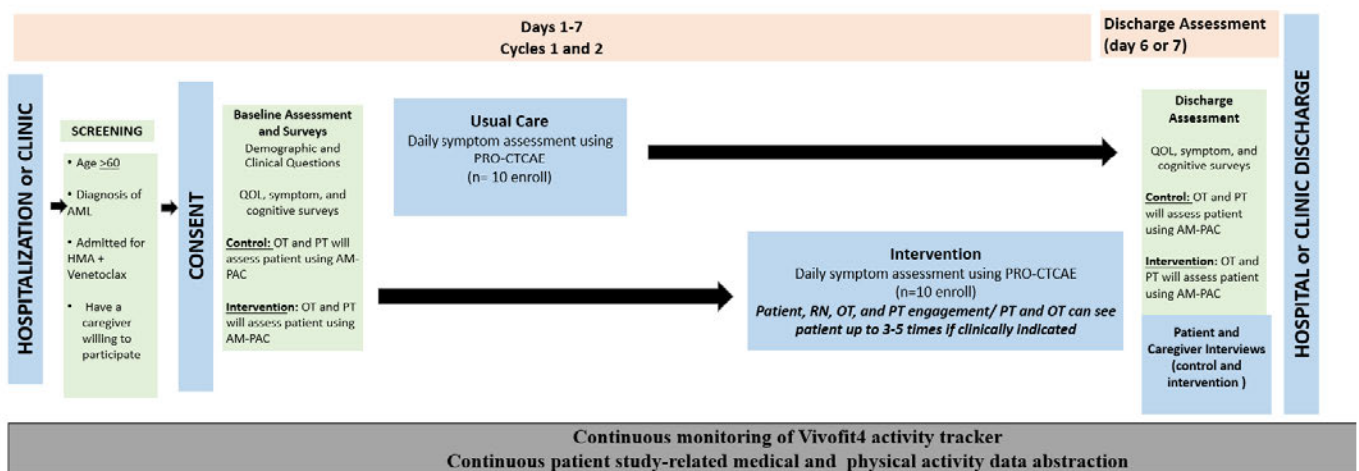 Days 1-7
Cycles 1 and 2
Discharge Assessment
(day 6 or 7)
HOSPITALIZATION or CLINIC
SCREENING
• Age >60
• Diagnosis of
AML
• Admitted for
HMA +
Venetoclax
• Have a
caregiver
willing to
participate
CONSENT
Baseline Assessment
and Surveys
Demographic and
Clinical Questions
QOL, symptom, and
cognitive surveys
Control: OT and PT will
assess patient using AM-
PAC
Intervention: OT and PT
will assess patient using
AM-PAC
Usual Care
Daily symptom assessment using
PRO-CTCAE
(n= 10 enroll)
Intervention
Daily symptom assessment using PRO-CTCAE
(n=10 enroll)
Patient, RN, OT, and PT engagement/ PT and OT can see
patient up to 3-5 times if clinically indicated
Discharge
Assessment
QOL, symptom, and
cognitive surveys
Control: OT and PT
will assess patient
using AM-PAC
Intervention: OT and
PT will assess patient
using AM-PAC
Patient and
Caregiver Interviews
(control and
intervention )
HOSPITAL or CLINIC DISCHARGE
Continuous monitoring of Vivofit4 activity tracker
Continuous patient study-related medical and physical activity data abstraction